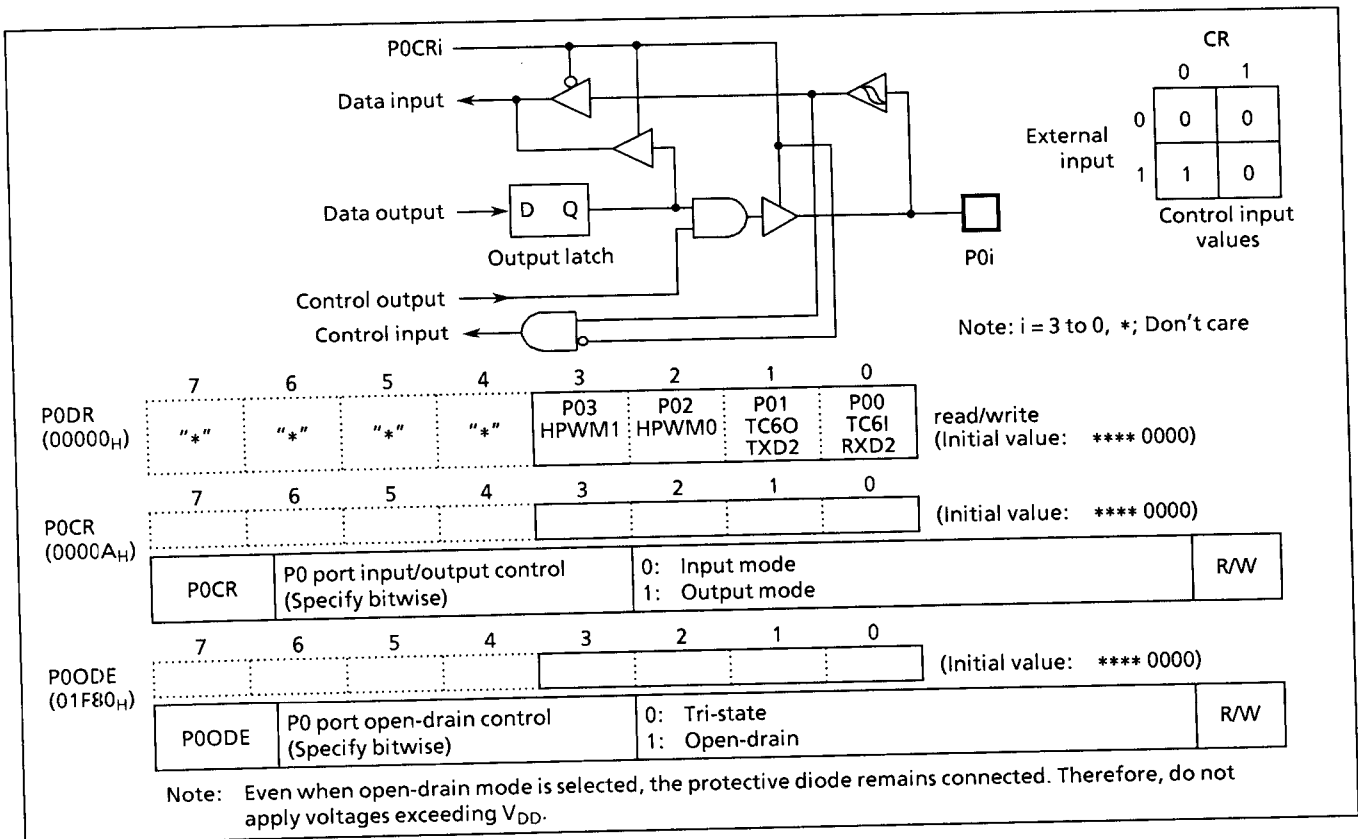 P0CRi
Data input
Data output
D Q
Output latch
Control output
Control input
P0i
CR
0 1
External input
0 0 0
1 1 0
Control input values
Note: i = 3 to 0, *; Don't care
7 6 5 4 3 2 1 0
P0DR (00000H)
"*" "*" "*" "*"
P03 HPWM1
P02 HPWM0
P01 TC6O TXD2
P00 TC6I RXD2
read/write
(Initial value: **** 0000)
7 6 5 4 3 2 1 0
P0CR (0000AH)
(Initial value: **** 0000)
P0CR
P0 port input/output control
(Specify bitwise)
0: Input mode
1: Output mode
R/W
7 6 5 4 3 2 1 0
P0ODE (01F80H)
(Initial value: **** 0000)
P0ODE
P0 port open-drain control
(Specify bitwise)
0: Tri-state
1: Open-drain
R/W
Note: Even when open-drain mode is selected, the protective diode remains connected. Therefore, do not
apply voltages exceeding VDD.